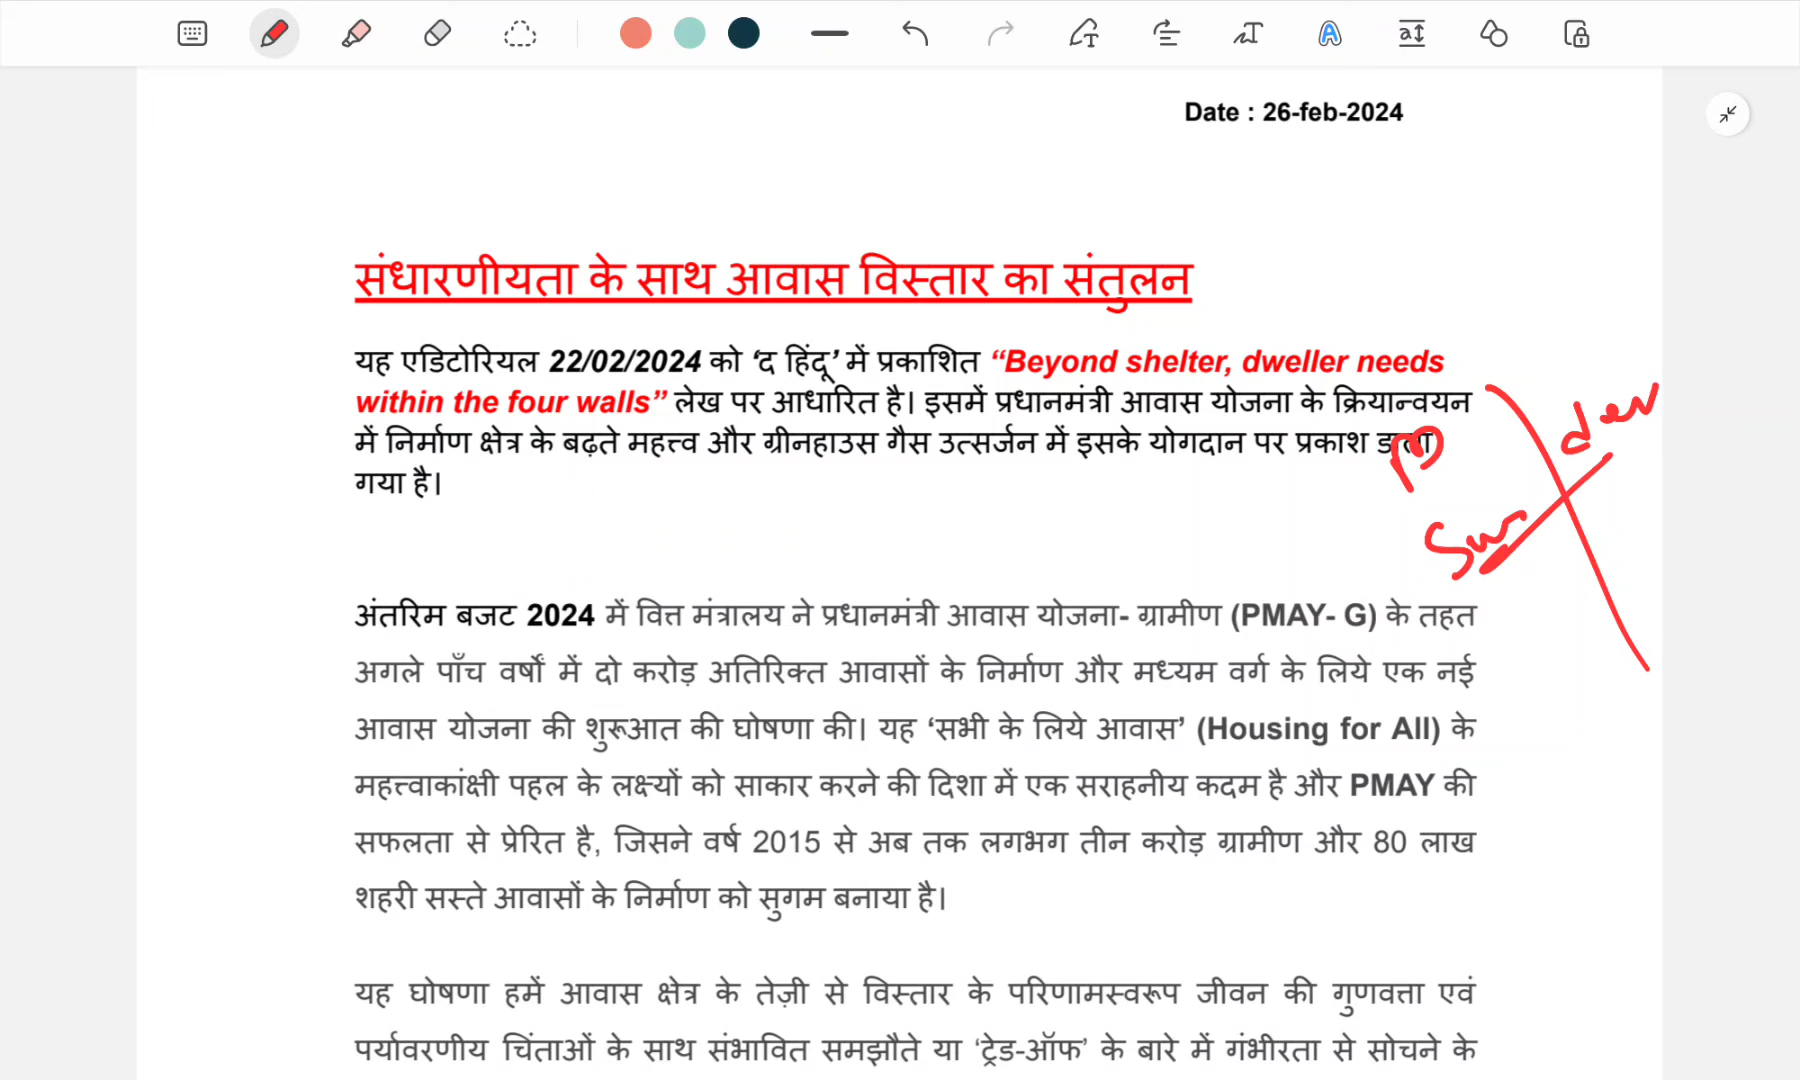 Date : 26-feb-2024
संधारणीयता के साथ आवास विस्तार का संतुलन
यह एडिटोरियल 22/02/2024 को ‘द हिंदू’ में प्रकाशित “Beyond shelter, dweller needs
within the four walls” लेख पर आधारित है। इसमें प्रधानमंत्री आवास योजना के क्रियान्वयन
में निर्माण क्षेत्र के बढ़ते महत्त्व और ग्रीनहाउस गैस उत्सर्जन में इसके योगदान पर प्रकाश डाला
गया है।
अंतरिम बजट 2024 में वित्त मंत्रालय ने प्रधानमंत्री आवास योजना- ग्रामीण (PMAY- G) के तहत
अगले पाँच वर्षों में दो करोड़ अतिरिक्त आवासों के निर्माण और मध्यम वर्ग के लिये एक नई
आवास योजना की शुरूआत की घोषणा की। यह ‘सभी के लिये आवास’ (Housing for All) के
महत्त्वाकांक्षी पहल के लक्ष्यों को साकार करने की दिशा में एक सराहनीय कदम है और PMAY की
सफलता से प्रेरित है, जिसने वर्ष 2015 से अब तक लगभग तीन करोड़ ग्रामीण और 80 लाख
शहरी सस्ते आवासों के निर्माण को सुगम बनाया है।
यह घोषणा हमें आवास क्षेत्र के तेज़ी से विस्तार के परिणामस्वरूप जीवन की गुणवत्ता एवं
पर्यावरणीय चिंताओं के साथ संभावित समझौते या ‘ट्रेड-ऑफ’ के बारे में गंभीरता से सोचने के